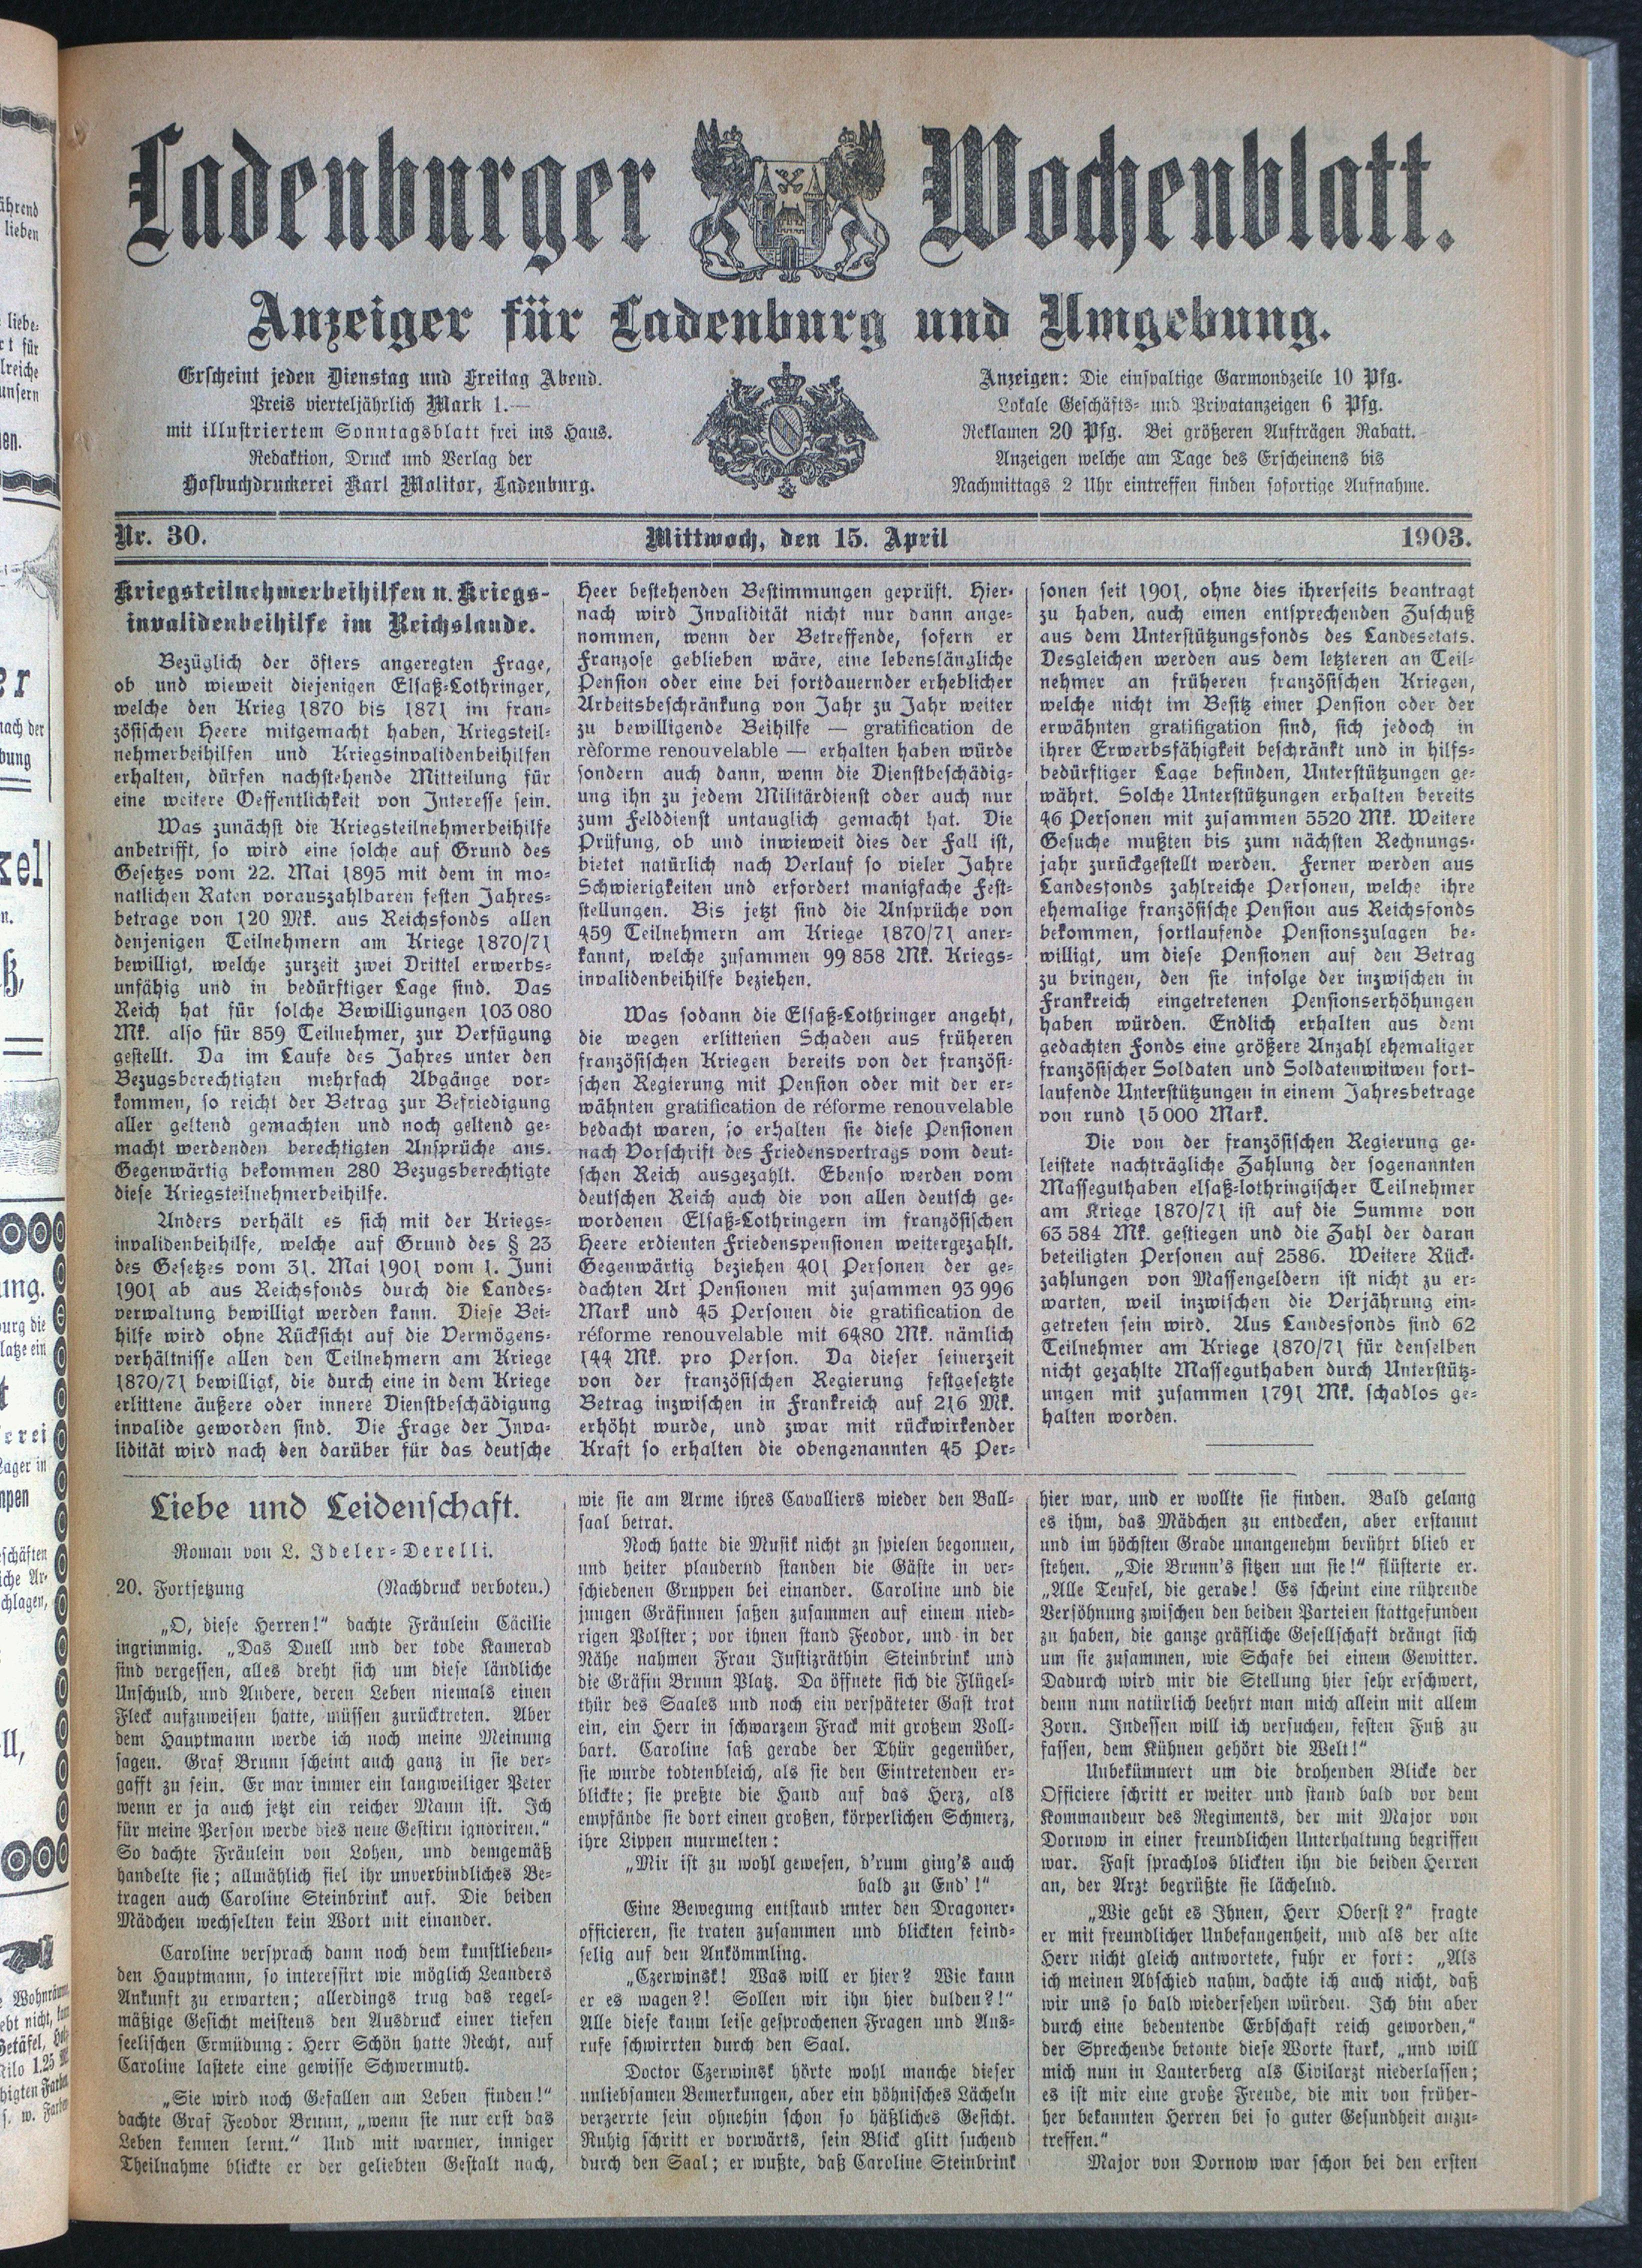 Ladenburger Wochenblatt.
Anzeiger für Ladenburg und Umgebung.
Erscheint jeden Dienstag und Freitag Abend.
Preis vierteljährlich Mark 1.—
mit illustriertem Sonntagsblatt frei ins Haus.
Redaktion, Druck und Verlag der
Hofbuchdruckerei Karl Molitor, Ladenburg.
Anzeigen: Die einspaltige Garmondzeile 10 Pfg.
Lokale Geschäfts- und Privatanzeigen 6 Pfg.
Reklamen 20 Pfg. Bei größeren Aufträgen Rabatt.
Anzeigen welche am Tage des Erscheinens bis
Nachmittags 2 Uhr eintreffen finden sofortige Aufnahme.
Nr. 30. Mittwoch, den 15. April 1903.
Kriegsteilnehmerbeihilfen u. Kriegs-
invalidenbeihilfe im Reichslande.
Bezüglich der öfters angeregten Frage,
ob und wieweit diejenigen Elsaß-Lothringer,
welche den Krieg 1870 bis 1871 im fran-
zösischen Heere mitgemacht haben, Kriegsteil-
nehmerbeihilfen und Kriegsinvalidenbeihilfen
erhalten, dürfen nachstehende Mitteilung für
eine weitere Oeffentlichkeit von Interesse sein.
Was zunächst die Kriegsteilnehmerbeihilfe
anbetrifft, so wird eine solche auf Grund des
Gesetzes vom 22. Mai 1895 mit dem in mo-
natlichen Raten vorauszahlbaren festen Jahres-
betrage von 120 Mk. aus Reichsfonds allen
denjenigen Teilnehmern am Kriege 1870/71
bewilligt, welche zurzeit zwei Drittel erwerbs-
unfähig und in bedürftiger Lage sind. Das
Reich hat für solche Bewilligungen 103 080
Mk. also für 859 Teilnehmer, zur Verfügung
gestellt. Da im Laufe des Jahres unter den
Bezugsberechtigten mehrfach Abgänge vor-
kommen, so reicht der Betrag zur Befriedigung
aller geltend gemachten und noch geltend ge-
macht werdenden berechtigten Ansprüche aus.
Gegenwärtig bekommen 280 Bezugsberechtigte
diese Kriegsteilnehmerbeihilfe.
Anders verhält es sich mit der Kriegs-
invalidenbeihilfe, welche auf Grund des § 23
des Gesetzes vom 31. Mai 1901 vom 1. Juni
1901 ab aus Reichsfonds durch die Landes-
verwaltung bewilligt werden kann. Diese Bei-
hilfe wird ohne Rücksicht auf die Vermögens-
verhältnisse allen den Teilnehmern am Kriege
1870/71 bewilligt, die durch eine in dem Kriege
erlittene äußere oder innere Dienstbeschädigung
invalide geworden sind. Die Frage der Inva-
lidität wird nach den darüber für das deutsche
Heer bestehenden Bestimmungen geprüft. Hier-
nach wird Invalidität nicht nur dann ange-
nommen, wenn der Betreffende, sofern er
Franzose geblieben wäre, eine lebenslängliche
Pension oder eine bei fortdauernder erheblicher
Arbeitsbeschränkung von Jahr zu Jahr weiter
zu bewilligende Beihilfe — gratification de
rèforme renouvelable — erhalten haben würde
sondern auch dann, wenn die Dienstbeschädig-
ung ihn zu jedem Militärdienst oder auch nur
zum Felddienst untauglich gemacht hat. Die
Prüfung, ob und inwieweit dies der Fall ist,
bietet natürlich nach Verlauf so vieler Jahre
Schwierigkeiten und erfordert manigfache Fest-
stellungen. Bis jetzt sind die Ansprüche von
459 Teilnehmern am Kriege 1870/71 aner-
kannt, welche zusammen 99 858 Mk. Kriegs-
invalidenbeihilfe beziehen.
Was sodann die Elsaß-Lothringer angeht,
die wegen erlittenen Schaden aus früheren
französischen Kriegen bereits von der französi-
schen Regierung mit Pension oder mit der er-
wähnten gratification de réforme renouvelable
bedacht waren, so erhalten sie diese Pensionen
nach Vorschrift des Friedensvertrags vom deut-
schen Reich ausgezahlt. Ebenso werden vom
deutschen Reich auch die von allen deutsch ge-
wordenen Elsaß-Lothringern im französischen
Heere erdienten Friedenspensionen weitergezahlt.
Gegenwärtig beziehen 401 Personen der ge-
dachten Art Pensionen mit zusammen 93 996
Mark und 45 Personen die gratification de
réforme renouvelable mit 6480 Mk. nämlich
144 Mk. pro Person. Da dieser seinerzeit
von der französischen Regierung festgesetzte
Betrag inzwischen in Frankreich auf 216 Mk.
erhöht wurde, und zwar mit rückwirkender
Kraft so erhalten die obengenannten 45 Per-
sonen seit 1901, ohne dies ihrerseits beantragt
zu haben, auch einen entsprechenden Zuschuß
aus dem Unterstützungsfonds des Landesetats.
Desgleichen werden aus dem letzteren an Teil-
nehmer an früheren französischen Kriegen,
welche nicht im Besitz einer Pension oder der
erwähnten gratifigation sind, sich jedoch in
ihrer Erwerbsfähigkeit beschränkt und in hilfs-
bedürftiger Lage befinden, Unterstützungen ge-
währt. Solche Unterstützungen erhalten bereits
46 Personen mit zusammen 5520 Mk. Weitere
Gesuche mußten bis zum nächsten Rechnungs-
jahr zurückgestellt werden. Ferner werden aus
Landesfonds zahlreiche Personen, welche ihre
ehemalige französische Pension aus Reichsfonds
bekommen, fortlaufende Pensionszulagen be-
willigt, um diese Pensionen auf den Betrag
zu bringen, den sie infolge der inzwischen in
Frankreich eingetretenen Pensionserhöhungen
haben würden. Endlich erhalten aus dem
gedachten Fonds eine größere Anzahl ehemaliger
französischer Soldaten und Soldatenwitwen fort-
laufende Unterstützungen in einem Jahresbetrage
von rund 15 000 Mark.
Die von der französischen Regierung ge-
leistete nachträgliche Zahlung der sogenannten
Masseguthaben elsaß-lothringischer Teilnehmer
am Kriege 1870/71 ist auf die Summe von
63 584 Mk. gestiegen und die Zahl der daran
beteiligten Personen auf 2586. Weitere Rück-
zahlungen von Massengeldern ist nicht zu er-
warten, weil inzwischen die Verjährung ein-
getreten sein wird. Aus Landesfonds sind 62
Teilnehmer am Kriege 1870/71 für denselben
nicht gezahlte Masseguthaben durch Unterstütz-
ungen mit zusammen 1791 Mk. schadlos ge-
halten worden.
Liebe und Leidenschaft.
Roman von L. Ideler-Derelli.
20. Fortsetzung (Nachdruck verboten.)
„O, diese Herren!“ dachte Fräulein Cäcilie
ingrimmig. „Das Duell und der tode Kamerad
sind vergessen, alles dreht sich um diese ländliche
Unschuld, und Andere, deren Leben niemals einen
Fleck aufzuweisen hatte, müssen zurücktreten. Aber
dem Hauptmann werde ich noch meine Meinung
sagen. Graf Brunn scheint auch ganz in sie ver-
gafft zu sein. Er mar immer ein langweiliger Peter
wenn er ja auch jetzt ein reicher Mann ist. Ich
für meine Person werde dies neue Gestirn ignoriren.“
So dachte Fräulein von Lohen, und demgemäß
handelte sie; allmählich fiel ihr unverbindliches Be-
tragen auch Caroline Steinbrink auf. Die beiden
Mädchen wechselten kein Wort mit einander.
Caroline versprach dann noch dem kunstlieben-
den Hauptmann, so interessirt wie möglich Leanders
Ankunft zu erwarten; allerdings trug das regel-
mäßige Gesicht meistens den Ausdruck einer tiefen
seelischen Ermüdung: Herr Schön hatte Recht, auf
Caroline lastete eine gewisse Schwermuth.
„Sie wird noch Gefallen am Leben finden!“
dachte Graf Feodor Brunn, „wenn sie nur erst das
Leben kennen lernt.“ Und mit warmer, inniger
Theilnahme blickte er der geliebten Gestalt nach,
wie sie am Arme ihres Cavalliers wieder den Ball-
saal betrat.
Noch hatte die Musik nicht zu spielen begonnen,
und heiter plaudernd standen die Gäste in ver-
schiedenen Gruppen bei einander. Caroline und die
jungen Gräfinnen saßen zusammen auf einem nied-
rigen Polster; vor ihnen stand Feodor, und in der
Nähe nahmen Frau Justizräthin Steinbrink und
die Gräfin Brunn Platz. Da öffnete sich die Flügel-
thür des Saales und noch ein verspäteter Gast trat
ein, ein Herr in schwarzem Frack mit großem Voll-
bart. Caroline saß gerade der Thür gegenüber,
sie wurde todtenbleich, als sie den Eintretenden er-
blickte; sie preßte die Hand auf das Herz, als
empfände sie dort einen großen, körperlichen Schmerz,
ihre Lippen murmelten:
„Mir ist zu wohl gewesen, d'rum ging's auch
bald zu End'!“
Eine Bewegung entstand unter den Dragoner-
officieren, sie traten zusammen und blickten feind-
selig auf den Ankömmling.
„Czerwinsk! Was will er hier? Wie kann
er es wagen?! Sollen wir ihn hier dulden?!“
Alle diese kaum leise gesprochenen Fragen und Aus-
rufe schwirrten durch den Saal.
Doctor Czerwinsk hörte wohl manche dieser
unliebsamen Bemerkungen, aber ein höhnisches Lächeln
verzerrte sein ohnehin schon so häßliches Gesicht.
Ruhig schritt er vorwärts, sein Blick glitt suchend
durch den Saal; er wußte, daß Caroline Steinbrink
hier war, und er wollte sie finden. Bald gelang
es ihm, das Mädchen zu entdecken, aber erstaunt
und im höchsten Grade unangenehm berührt blieb er
stehen. „Die Brunn's sitzen um sie!“ flüsterte er.
„Alle Teufel, die gerade! Es scheint eine rührende
Versöhnung zwischen den beiden Parteien stattgefunden
zu haben, die ganze gräfliche Gesellschaft drängt sich
um sie zusammen, wie Schafe bei einem Gewitter.
Dadurch wird mir die Stellung hier sehr erschwert,
denn nun natürlich beehrt man mich allein mit allem
Zorn. Indessen will ich versuchen, festen Fuß zu
fassen, dem Kühnen gehört die Welt!“
Unbekümmert um die drohenden Blicke der
Officiere schritt er weiter und stand bald vor dem
Kommandeur des Regiments, der mit Major von
Dornow in einer freundlichen Unterhaltung begriffen
war. Fast sprachlos blickten ihn die beiden Herren
an, der Arzt begrüßte sie lächelnd.
„Wie geht es Ihnen, Herr Oberst?“ fragte
er mit freundlicher Unbefangenheit, und als der alte
Herr nicht gleich antwortete, fuhr er fort: „Als
ich meinen Abschied nahm, dachte ich auch nicht, daß
wir uns so bald wiedersehen würden. Ich bin aber
durch eine bedeutende Erbschaft reich geworden,“
der Sprechende betonte diese Worte stark, „und will
mich nun in Lauterberg als Civilarzt niederlassen;
es ist mir eine große Freude, die mir von früher-
her bekannten Herren bei so guter Gesundheit anzu-
treffen.“
Major von Dornow war schon bei den ersten